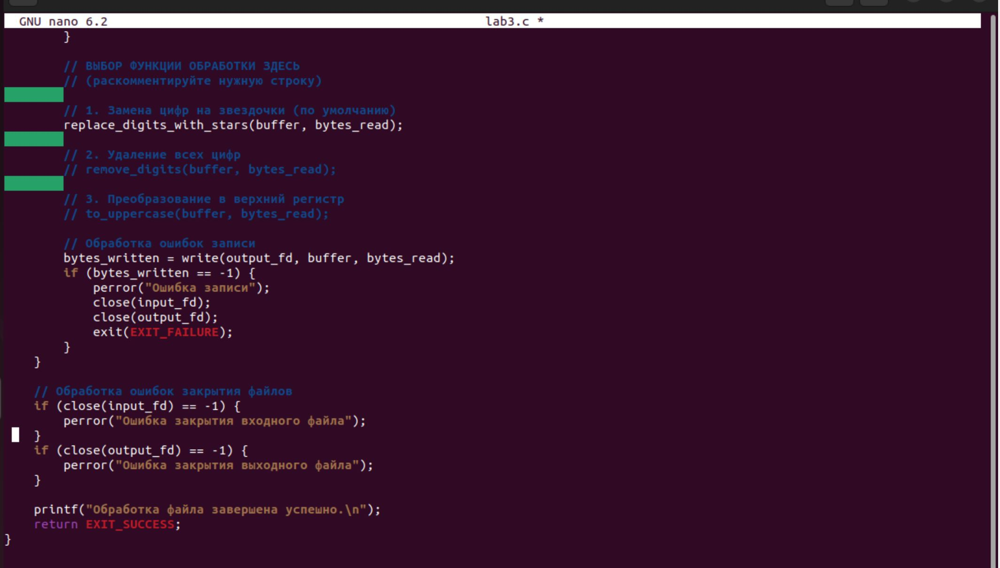 GNU nano 6.2 lab3.c *
}
// ВЫБОР ФУНКЦИИ ОБРАБОТКИ ЗДЕСЬ
// (раскомментируйте нужную строку)
// 1. Замена цифр на звездочки (по умолчанию)
replace_digits_with_stars(buffer, bytes_read);
// 2. Удаление всех цифр
// remove_digits(buffer, bytes_read);
// 3. Преобразование в верхний регистр
// to_uppercase(buffer, bytes_read);
// Обработка ошибок записи
bytes_written = write(output_fd, buffer, bytes_read);
if (bytes_written == -1) {
perror("Ошибка записи");
close(input_fd);
close(output_fd);
exit(EXIT_FAILURE);
}
}
// Обработка ошибок закрытия файлов
if (close(input_fd) == -1) {
perror("Ошибка закрытия входного файла");
}
if (close(output_fd) == -1) {
perror("Ошибка закрытия выходного файла");
}
printf("Обработка файла завершена успешно.\n");
return EXIT_SUCCESS;
}